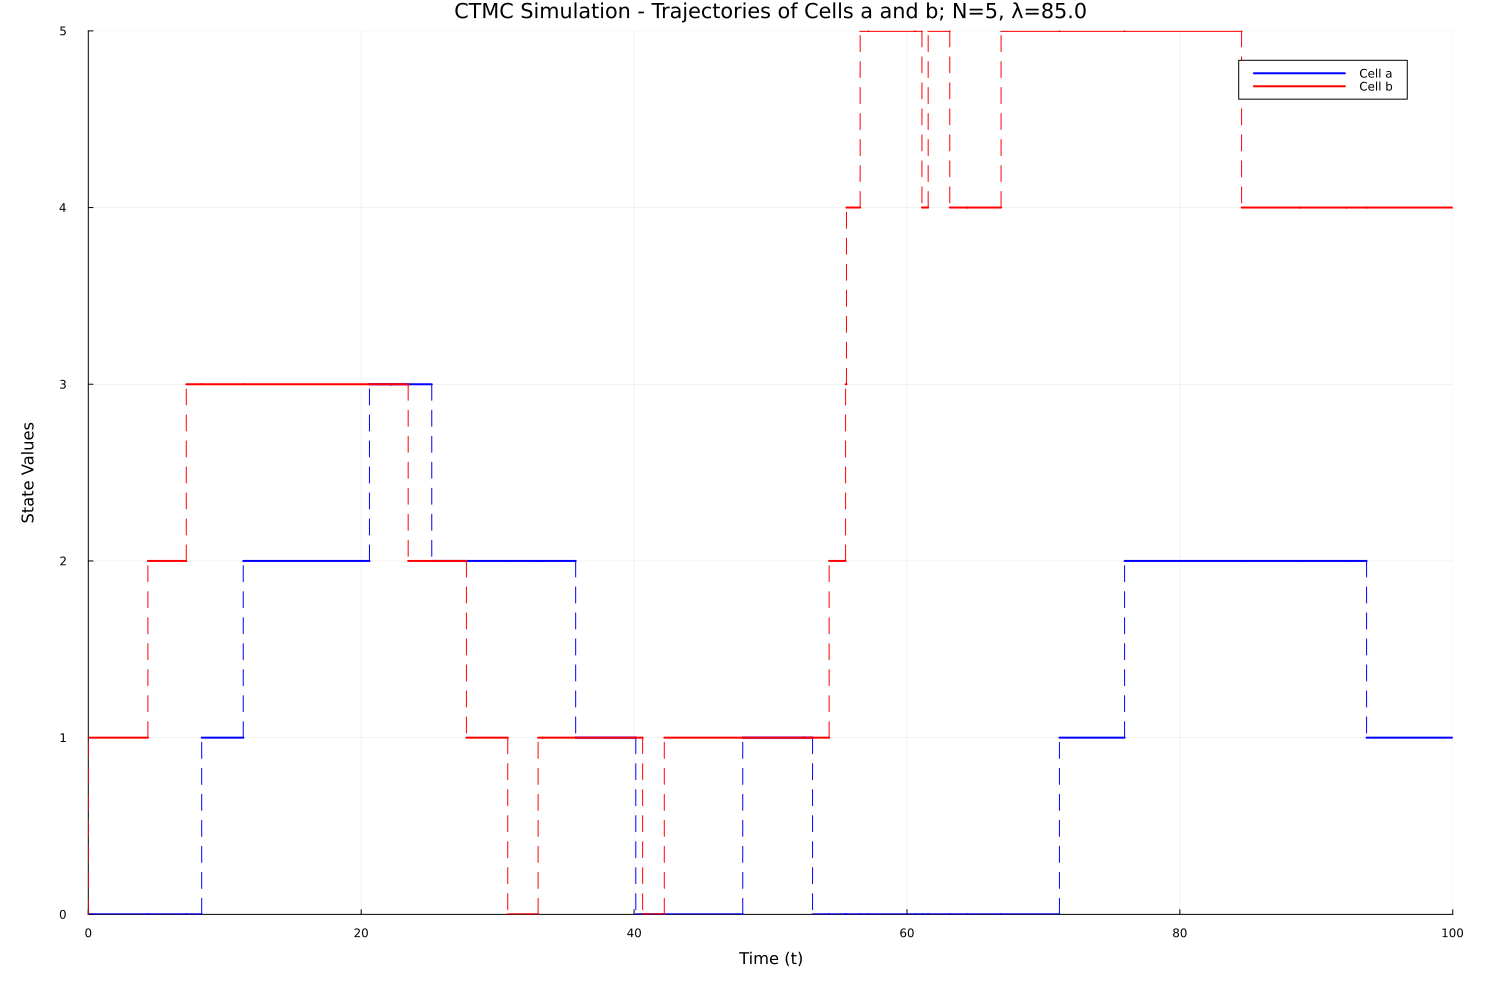 CTMC Simulation - Trajectories of Cells a and b; N=5, λ=85.0
5
Cell a
Cell b
4
3
State Values
2
1
0
0 20 40 60 80 100
Time (t)